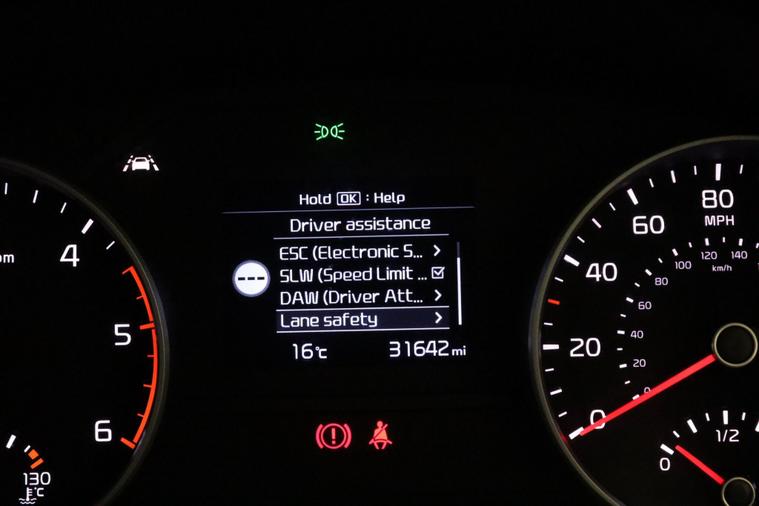 Hold OK : Help
Driver assistance
ESC (Electronic S...
SLW (Speed Limit ...
DAW (Driver Att...
Lane safety
---
16°C 31642 mi
4
5
6
130
°C
0
20
40
60
80
MPH
0
20
40
60
80
100
120
140
km/h
0
1/2